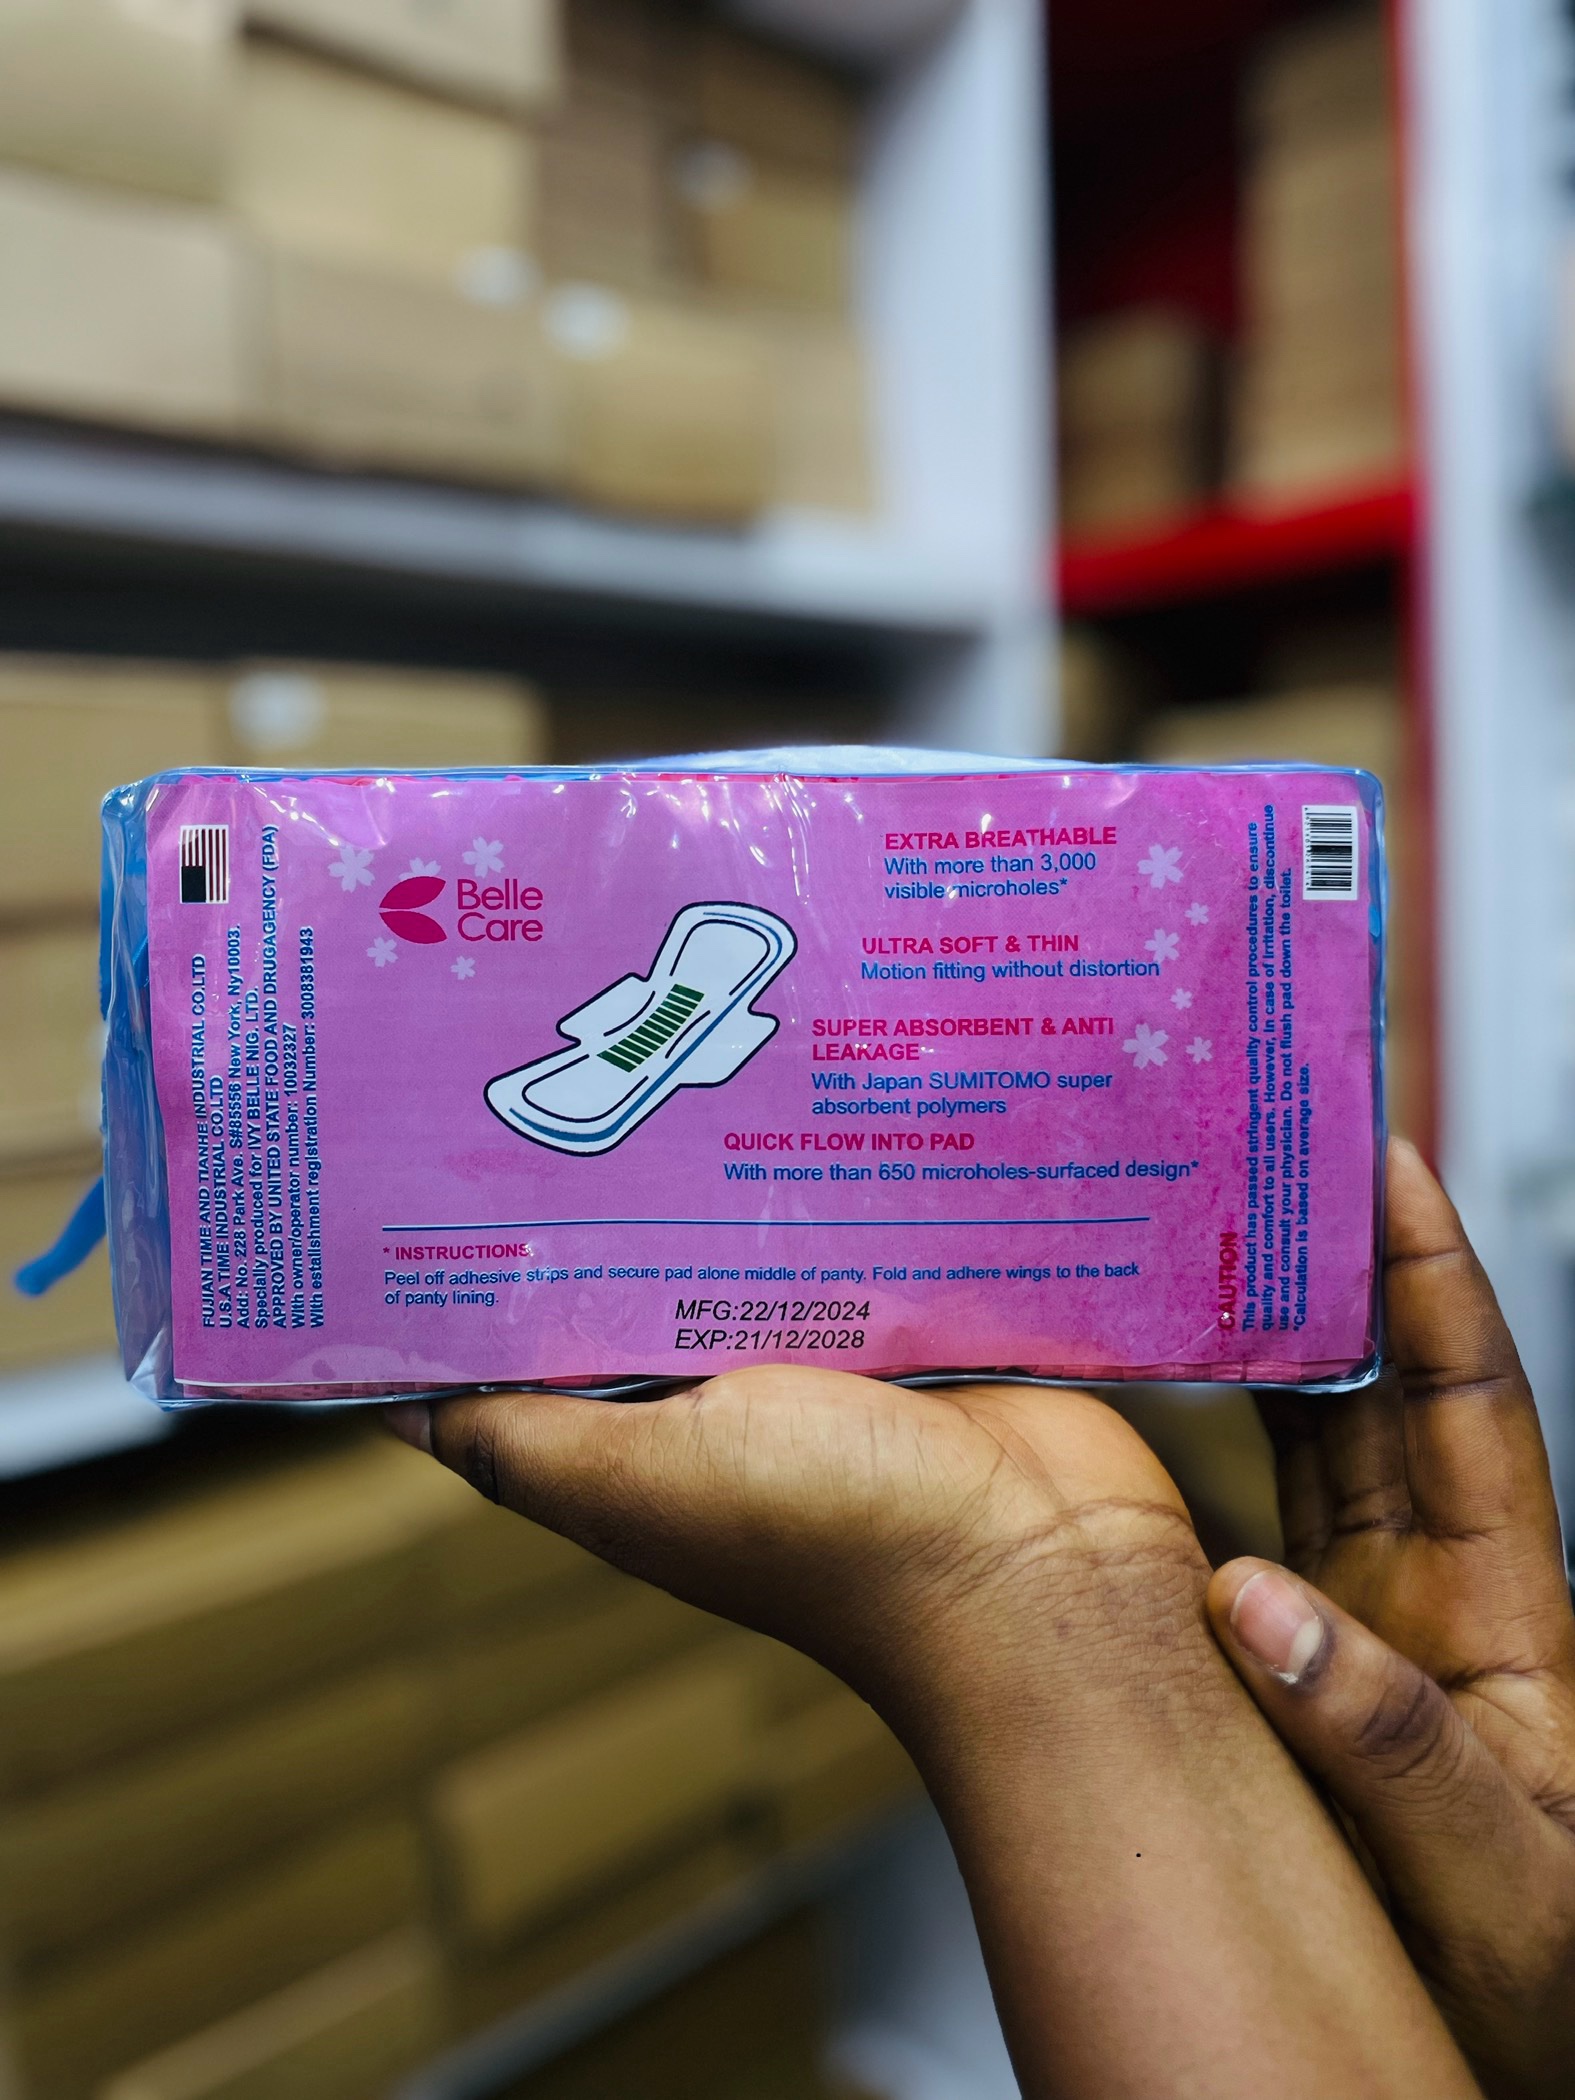 FUJIAN TIME AND TIANHE INDUSTRIAL CO.LTD
U.S.A TIME INDUSTRIAL CO.LTD
Add: No. 228 Park Ave. S#85556 New York, Ny10003.
Specially produced for IVY BELLE NIG. LTD.
APPROVED BY UNITED STATE FOOD AND DRUGAGENCY (FDA)
With owner/operator number: 10032327
With establishment registration Number: 3008381943
Belle
Care
EXTRA BREATHABLE
With more than 3,000
visible microholes*
ULTRA SOFT & THIN
Motion fitting without distortion
SUPER ABSORBENT & ANTI
LEAKAGE
With Japan SUMITOMO super
absorbent polymers
QUICK FLOW INTO PAD
With more than 650 microholes-surfaced design*
* INSTRUCTIONS
Peel off adhesive strips and secure pad alone middle of panty. Fold and adhere wings to the back
of panty lining.
MFG:22/12/2024
EXP:21/12/2028
CAUTION
This product has passed stringent quality control procedures to ensure
quality and comfort to all users. However, in case of irritation, discontinue
use and consult your physician. Do not flush pad down the toilet.
*Calculation is based on average size.